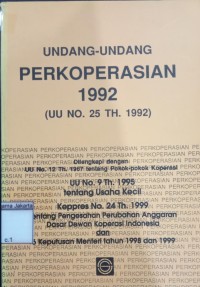 UNDANG-UNDANG
PERKOPERASIAN
1992
(UU NO. 25 TH. 1992)
Dilengkapi dengan
UU No. 12 Th. 1967 tentang Pokok-pokok Koperasi
UU No. 9 Th. 1995
tentang Usaha Kecil
Keppres No. 24 Th. 1999
tentang Pengesahan Perubahan Anggaran
Dasar Dewan Koperasi Indonesia
dan
Keputusan Menteri tahun 1998 dan 1999
Jakarta
c.1